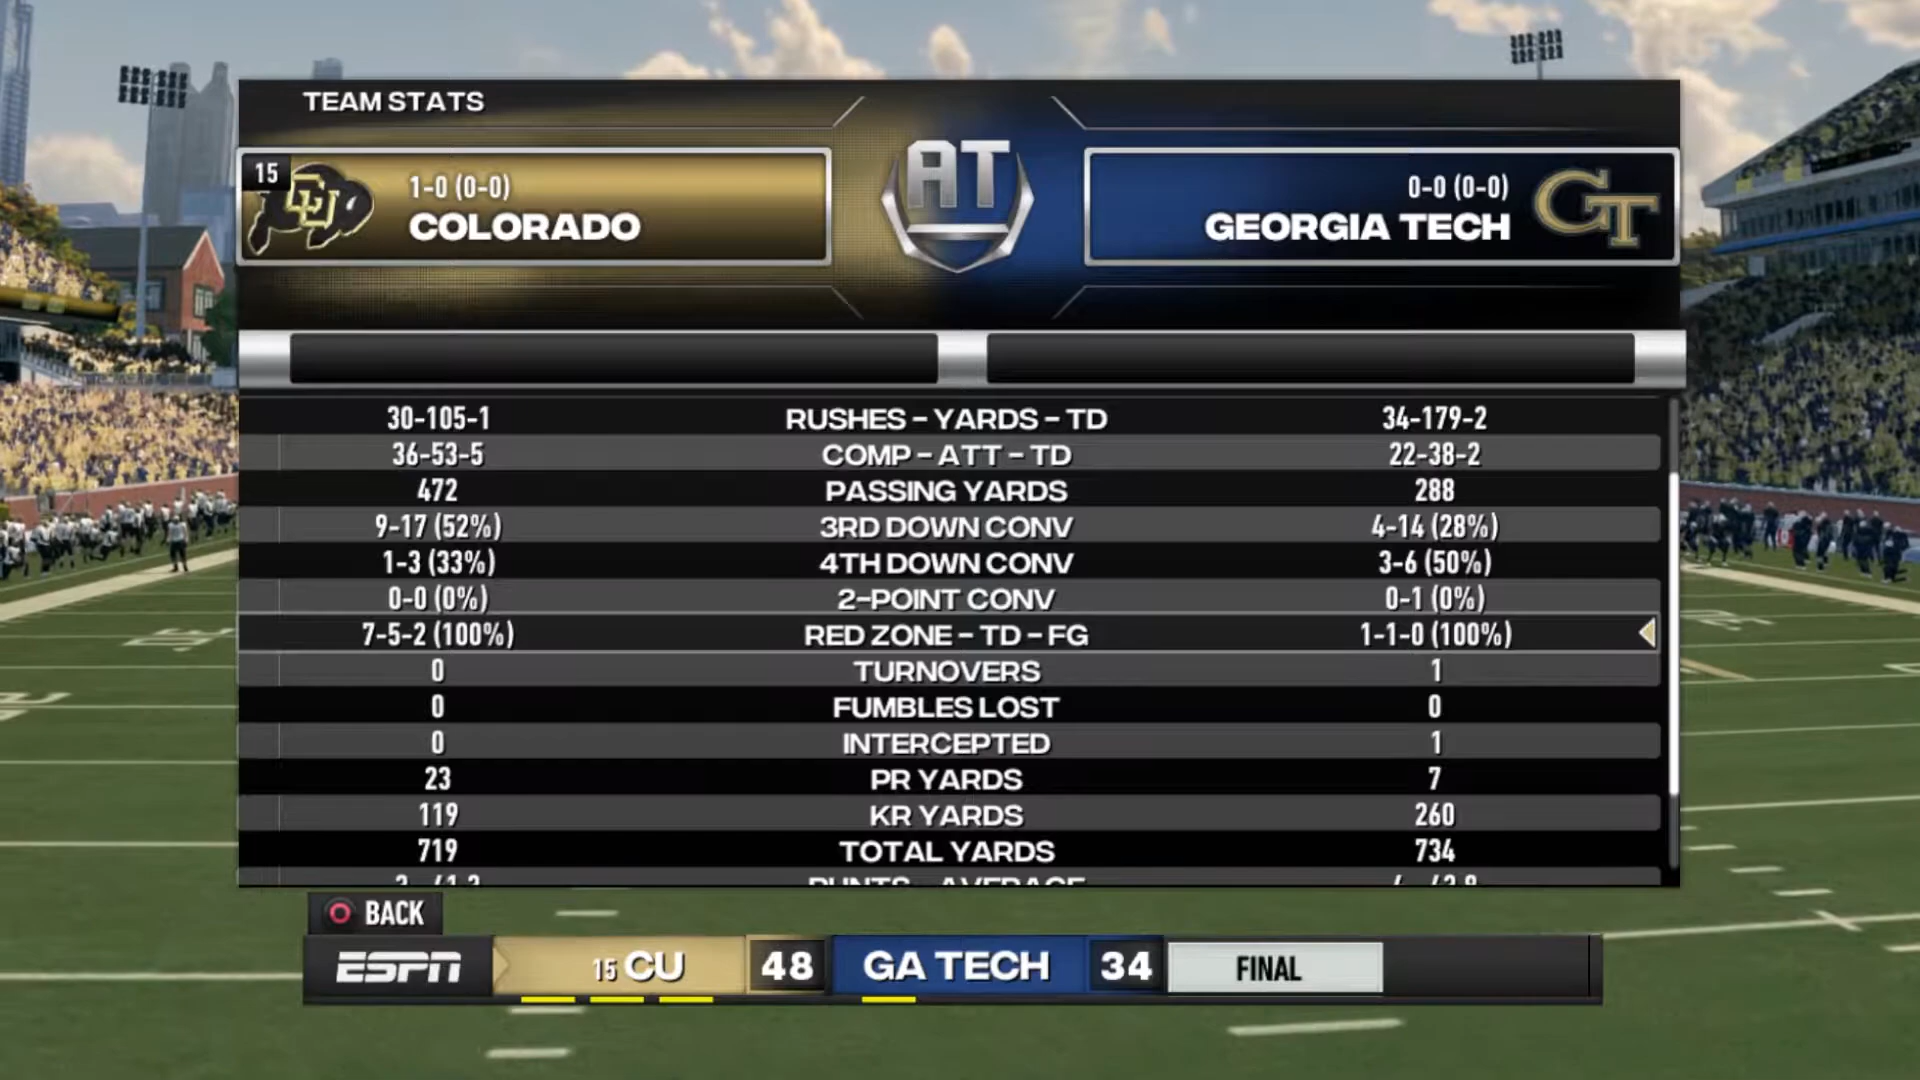 TEAM STATS
15
1-0 (0-0)
COLORADO
AT
0-0 (0-0)
GEORGIA TECH
GT
30-105-1 RUSHES - YARDS - TD 34-179-2
36-53-5 COMP - ATT - TD 22-38-2
472 PASSING YARDS 288
9-17 (52%) 3RD DOWN CONV 4-14 (28%)
1-3 (33%) 4TH DOWN CONV 3-6 (50%)
0-0 (0%) 2-POINT CONV 0-1 (0%)
7-5-2 (100%) RED ZONE - TD - FG 1-1-0 (100%)
0 TURNOVERS 1
0 FUMBLES LOST 0
0 INTERCEPTED 1
23 PR YARDS 7
119 KR YARDS 260
719 TOTAL YARDS 734
PUNTS - AVERAGE
BACK
ESPN 15 CU 48 GA TECH 34 FINAL